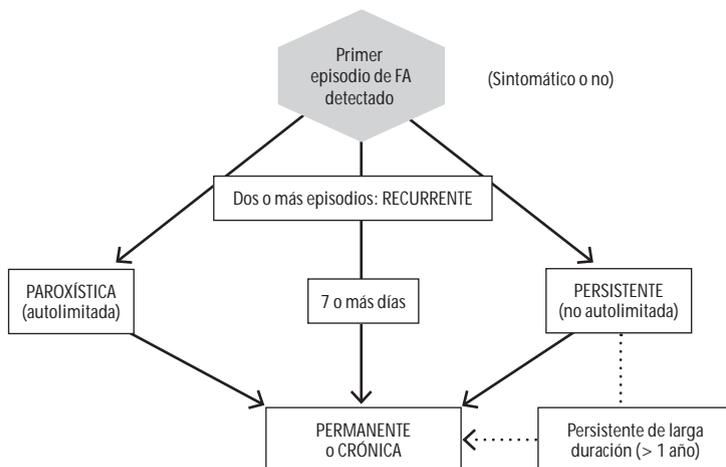 Primer
episodio de FA
detectado
(Sintomático o no)
Dos o más episodios: RECURRENTE
PAROXÍSTICA
(autolimitada)
7 o más días
PERSISTENTE
(no autolimitada)
PERMANENTE
o CRÓNICA
Persistente de larga
duración (> 1 año)